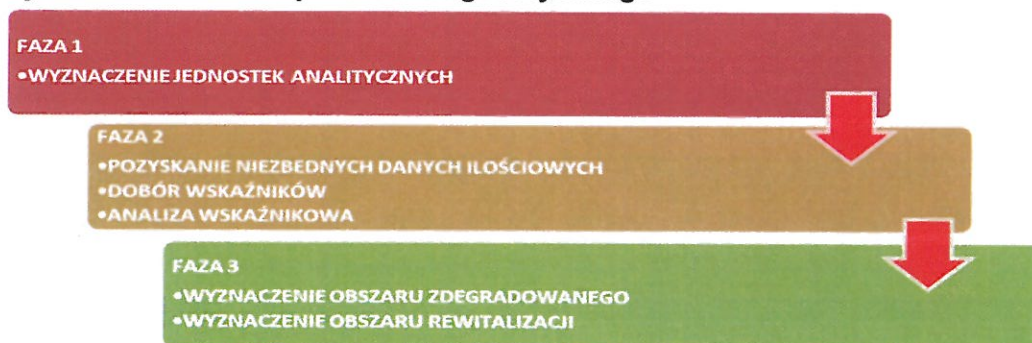 FAZA 1
•WYZNACZENIE JEDNOSTEK ANALITYCZNYCH
FAZA 2
•POZYSKANIE NIEZBEDNYCH DANYCH ILOŚCIOWYCH
•DOBÓR WSKAŹNIKÓW
•ANALIZA WSKAŹNIKOWA
FAZA 3
•WYZNACZENIE OBSZARU ZDEGRADOWANEGO
•WYZNACZENIE OBSZARU REWITALIZACJI